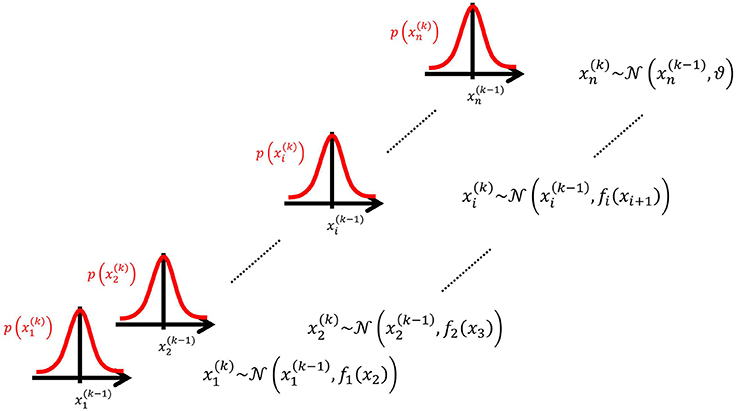 p(x_n^{(k)})
x_n^{(k-1)}
x_n^{(k)}~𝒩(x_n^{(k-1)}, ϑ)
p(x_i^{(k)})
x_i^{(k-1)}
x_i^{(k)}~𝒩(x_i^{(k-1)}, f_i(x_{i+1}))
p(x_2^{(k)})
x_2^{(k-1)}
x_2^{(k)}~𝒩(x_2^{(k-1)}, f_2(x_3))
p(x_1^{(k)})
x_1^{(k-1)}
x_1^{(k)}~𝒩(x_1^{(k-1)}, f_1(x_2))